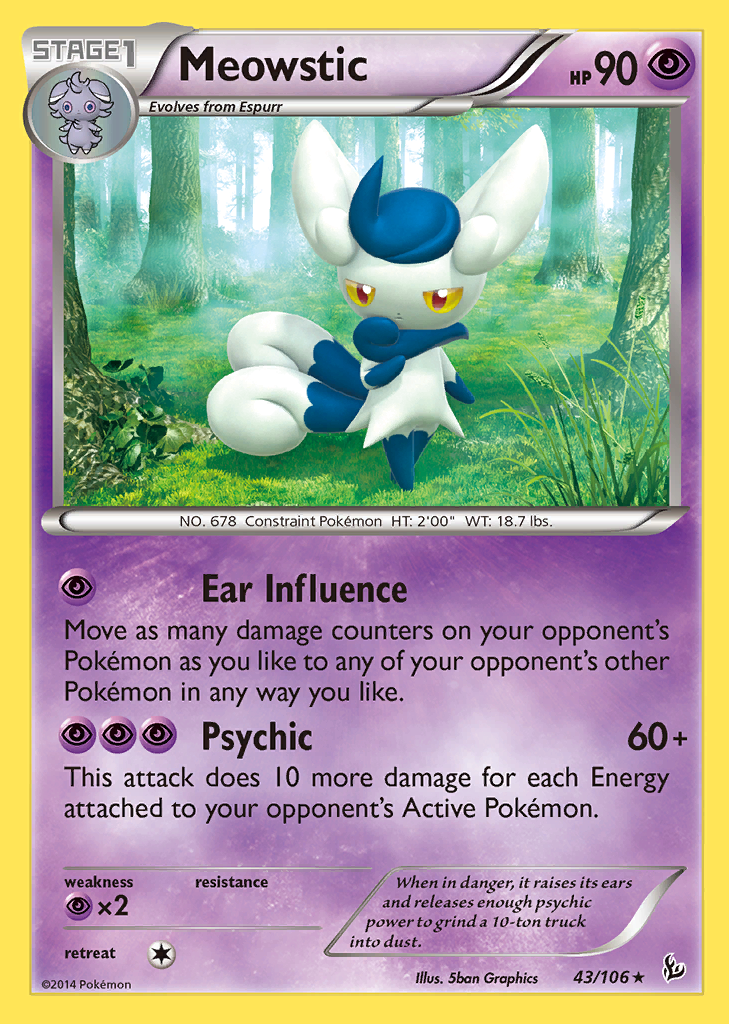 STAGE1
Meowstic
HP 90
Evolves from Espurr
NO. 678 Constraint Pokémon HT: 2'00" WT: 18.7 lbs.
Ear Influence
Move as many damage counters on your opponent's
Pokémon as you like to any of your opponent's other
Pokémon in any way you like.
Psychic 60+
This attack does 10 more damage for each Energy
attached to your opponent's Active Pokémon.
weakness resistance
×2
When in danger, it raises its ears
and releases enough psychic
power to grind a 10-ton truck
into dust.
retreat
©2014 Pokémon
Illus. 5ban Graphics 43/106 ★